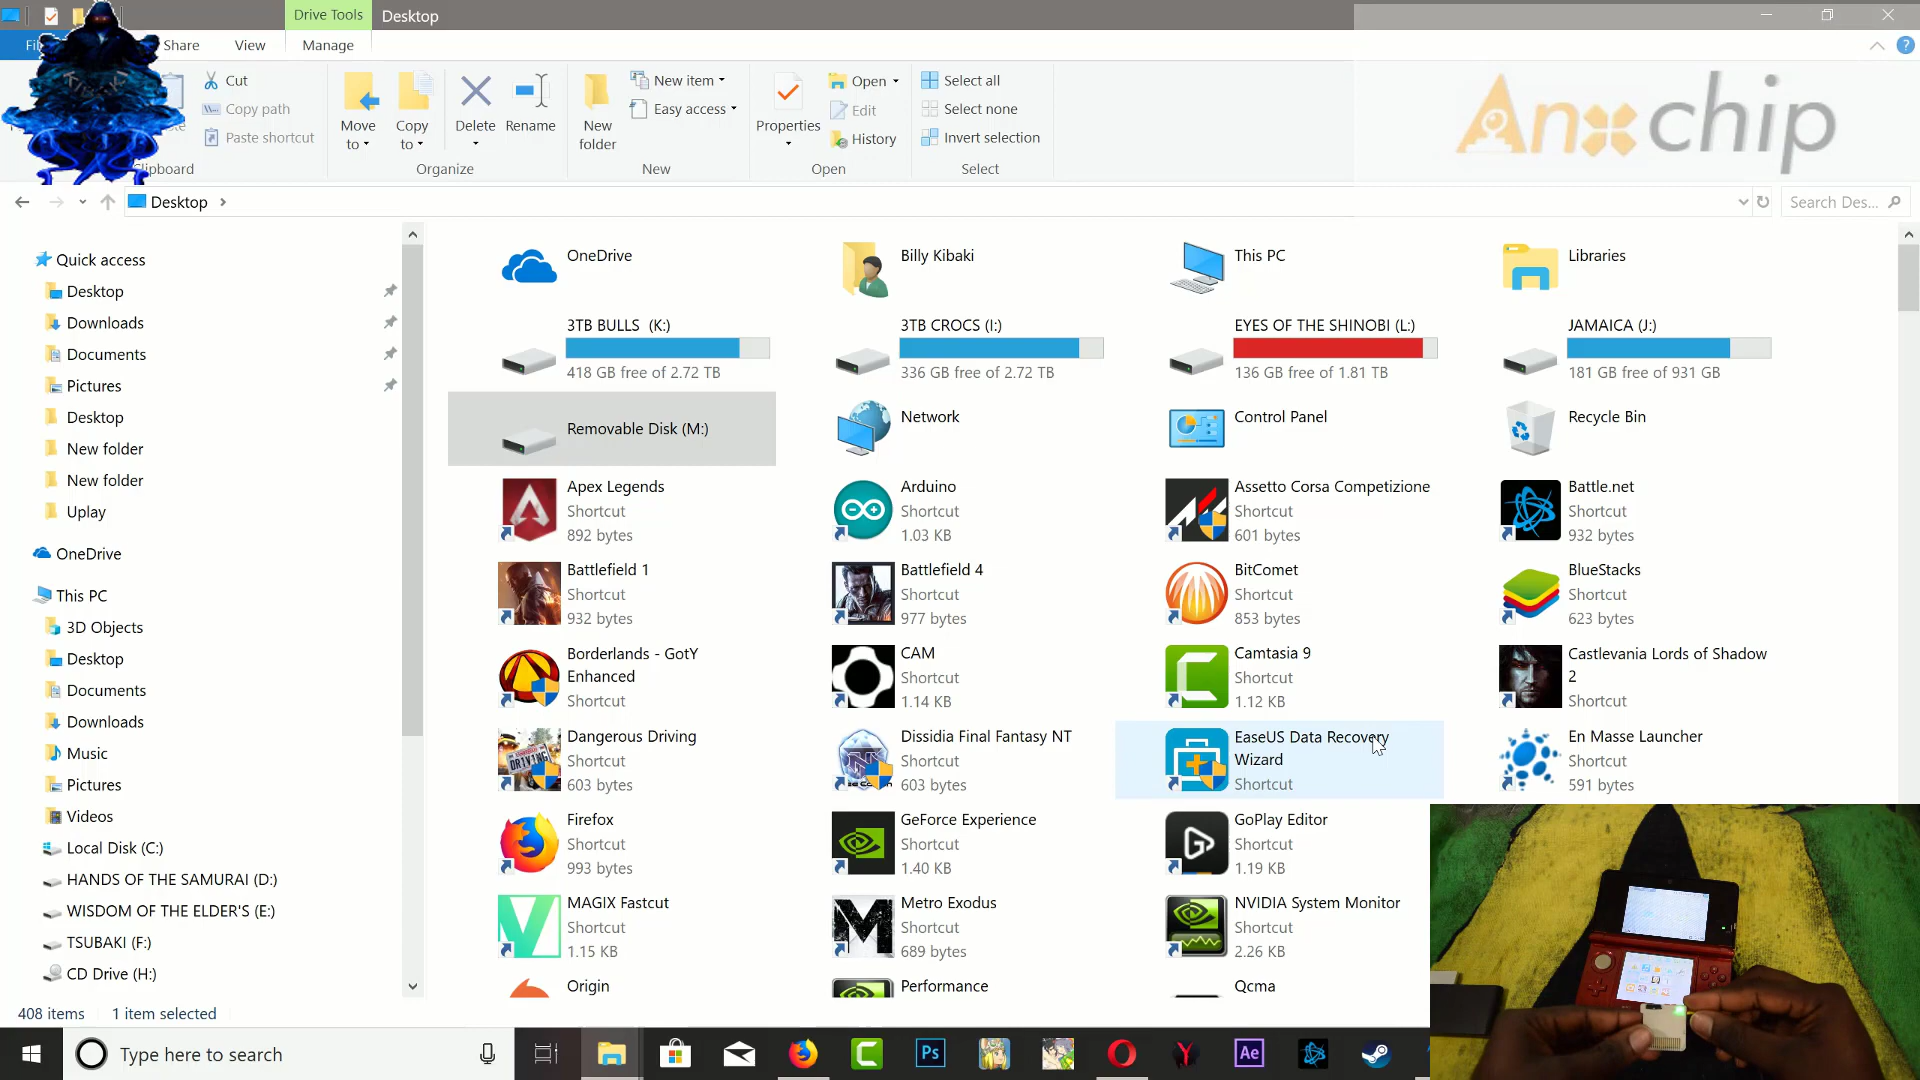 Drive Tools
Desktop
Share
View
Manage
Cut
Copy path
Paste shortcut
Move to
Copy to
Delete
Rename
New folder
New item
Easy access
Properties
Open
Edit
History
Select all
Select none
Invert selection
Organize
New
Open
Select
Anxchip
Desktop
Search Des...
Quick access
Desktop
Downloads
Documents
Pictures
Desktop
New folder
New folder
Uplay
OneDrive
This PC
3D Objects
Desktop
Documents
Downloads
Music
Pictures
Videos
Local Disk (C:)
HANDS OF THE SAMURAI (D:)
WISDOM OF THE ELDER'S (E:)
TSUBAKI (F:)
CD Drive (H:)
OneDrive
Billy Kibaki
This PC
Libraries
3TB BULLS (K:)
418 GB free of 2.72 TB
3TB CROCS (I:)
336 GB free of 2.72 TB
EYES OF THE SHINOBI (L:)
136 GB free of 1.81 TB
JAMAICA (J:)
181 GB free of 931 GB
Removable Disk (M:)
Network
Control Panel
Recycle Bin
Apex Legends
Shortcut
892 bytes
Arduino
Shortcut
1.03 KB
Assetto Corsa Competizione
Shortcut
601 bytes
Battle.net
Shortcut
932 bytes
Battlefield 1
Shortcut
932 bytes
Battlefield 4
Shortcut
977 bytes
BitComet
Shortcut
853 bytes
BlueStacks
Shortcut
623 bytes
Borderlands - GotY
Enhanced
Shortcut
CAM
Shortcut
1.14 KB
Camtasia 9
Shortcut
1.12 KB
Castlevania Lords of Shadow
2
Shortcut
Dangerous Driving
Shortcut
603 bytes
Dissidia Final Fantasy NT
Shortcut
603 bytes
EaseUS Data Recovery
Wizard
Shortcut
En Masse Launcher
Shortcut
591 bytes
Firefox
Shortcut
993 bytes
GeForce Experience
Shortcut
1.40 KB
GoPlay Editor
Shortcut
1.19 KB
MAGIX Fastcut
Shortcut
1.15 KB
Metro Exodus
Shortcut
689 bytes
NVIDIA System Monitor
Shortcut
2.26 KB
Origin
Performance
Qcma
408 items
1 item selected
Type here to search
Ps
Ae